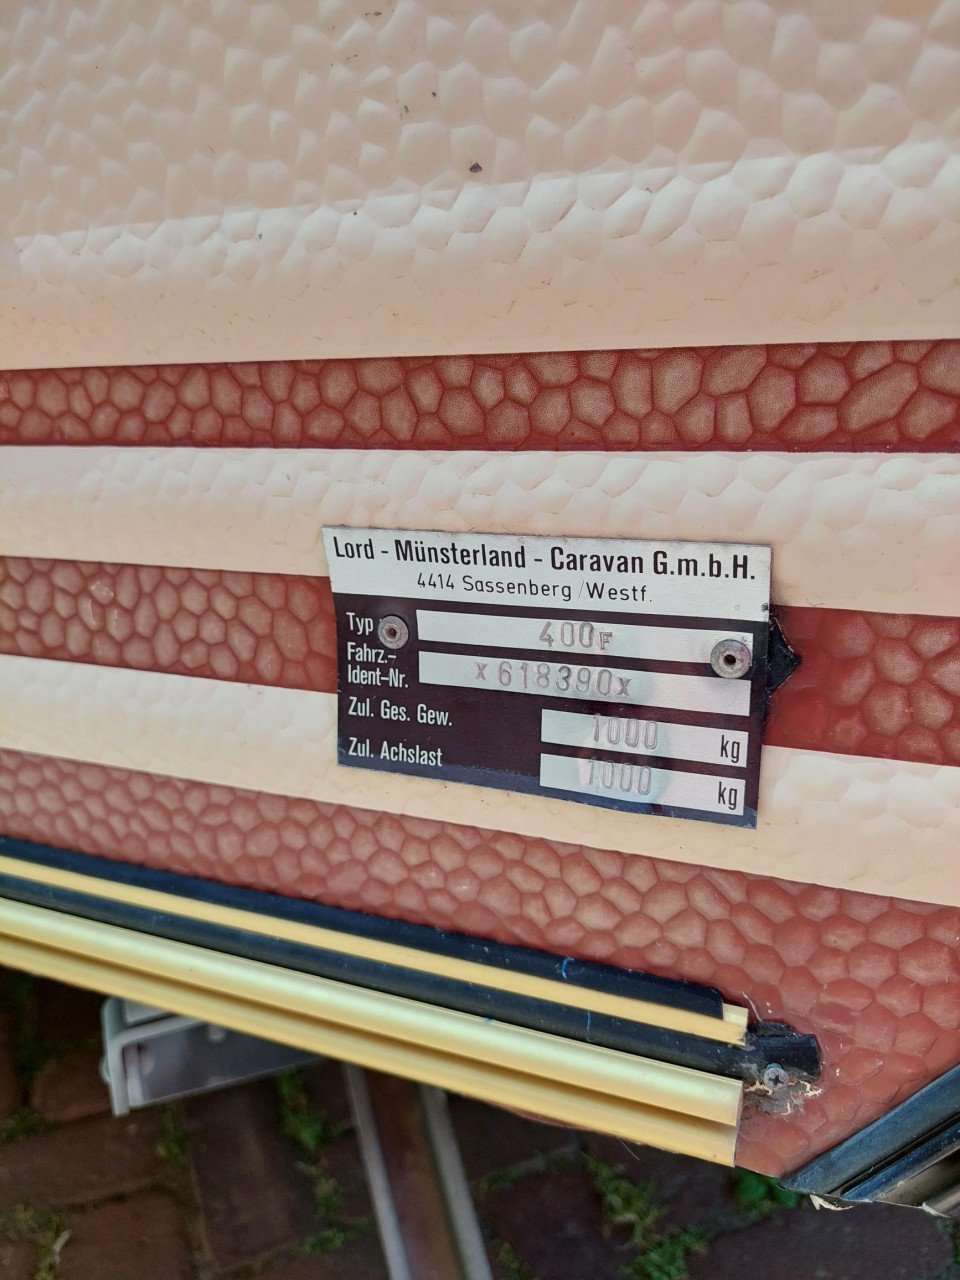 Lord - Münsterland - Caravan G.m.b.H.
4414 Sassenberg/Westf.
Typ 400F
Fahrz.-
Ident-Nr. x618390x
Zul. Ges. Gew. 1000 kg
Zul. Achslast 1000 kg